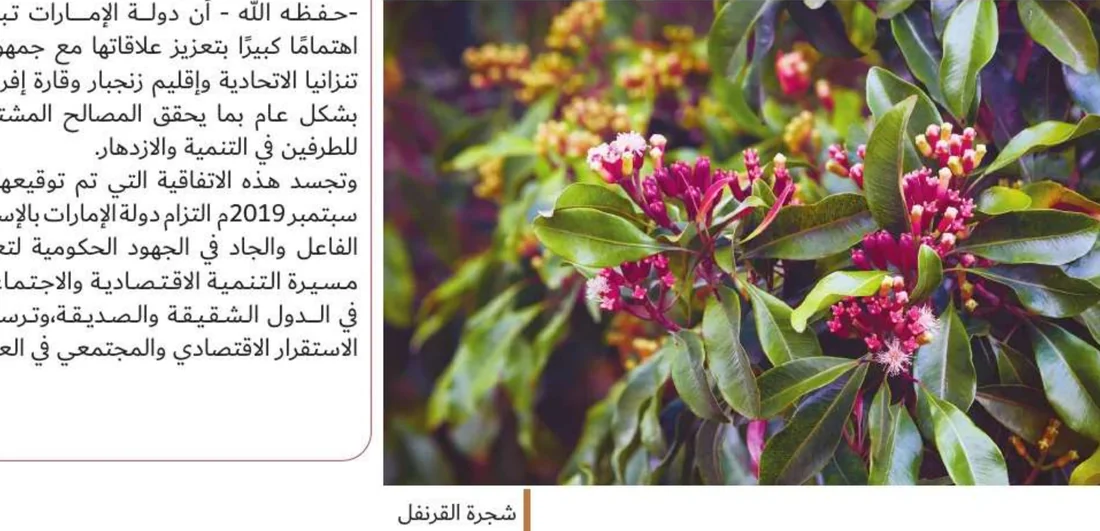 -حفظه الله - أن دولة الإمارات
اهتمامًا كبيرًا بتعزيز علاقاتها مع
تنزانيا الاتحادية وإقليم زنجبار وقارة
بشكل عام بما يحقق المصالح
للطرفين في التنمية والازدهار.
وتجسد هذه الاتفاقية التي تم
سبتمبر 2019م التزام دولة الإمارات
الفاعل والجاد في الجهود الحكومية
مسيرة التنمية الاقتصادية
في الدول الشقيقة والصديقة،
الاستقرار الاقتصادي والمجتمعي في
شجرة القرنفل